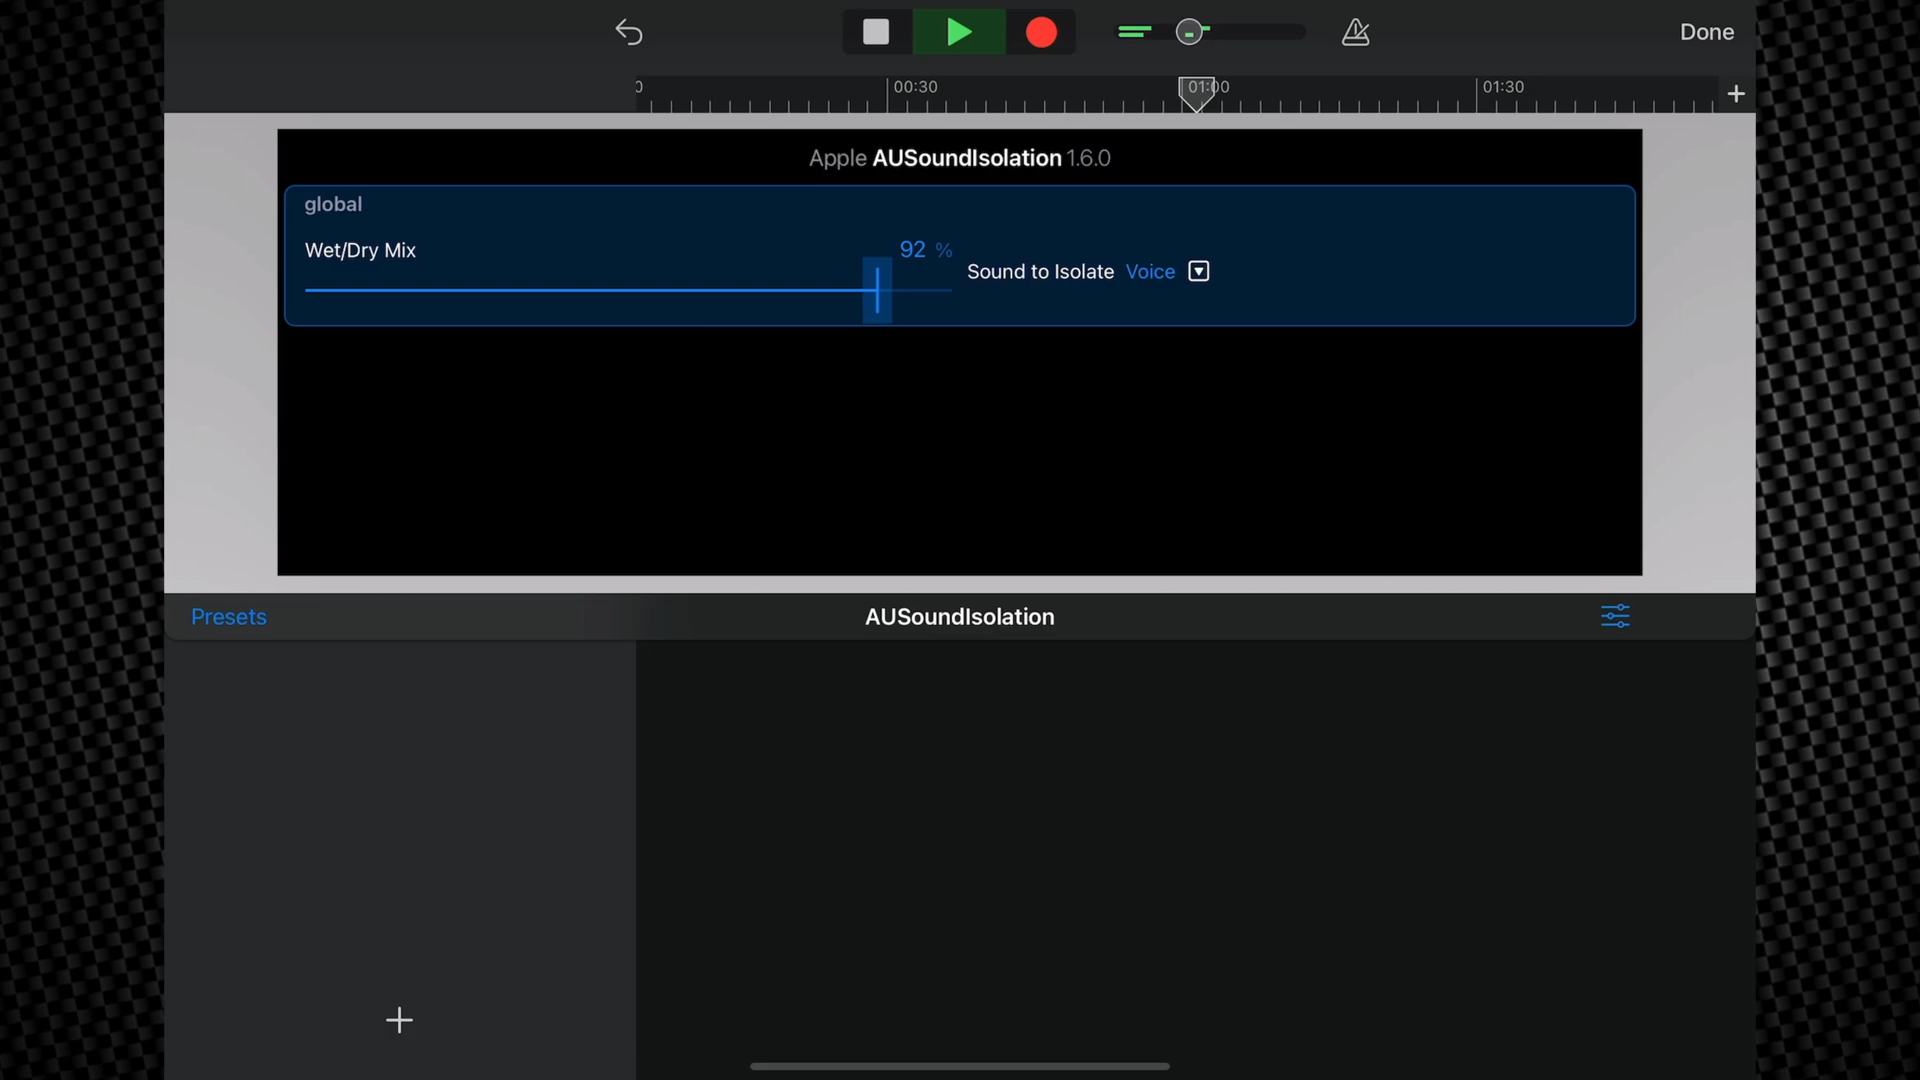 Done
0
00:30
01:00
01:30
Apple AUSoundIsolation 1.6.0
global
Wet/Dry Mix
92 %
Sound to Isolate Voice
Presets
AUSoundIsolation